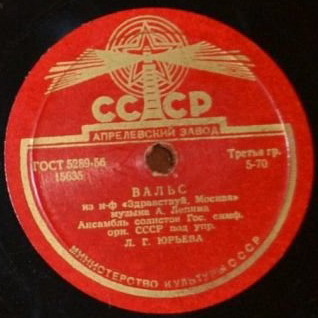 СССР
АПРЕЛЕВСКИЙ ЗАВОД
ГОСТ 5289-56
15635
Третья гр.
5-70
ВАЛЬС
из к-ф «Здравствуй, Москва»
музыка А. Лепина
Ансамбль солистов Гос. симф.
орк. СССР под упр.
Л. Г. ЮРЬЕВА
МИНИСТЕРСТВО КУЛЬТУРЫ СССР